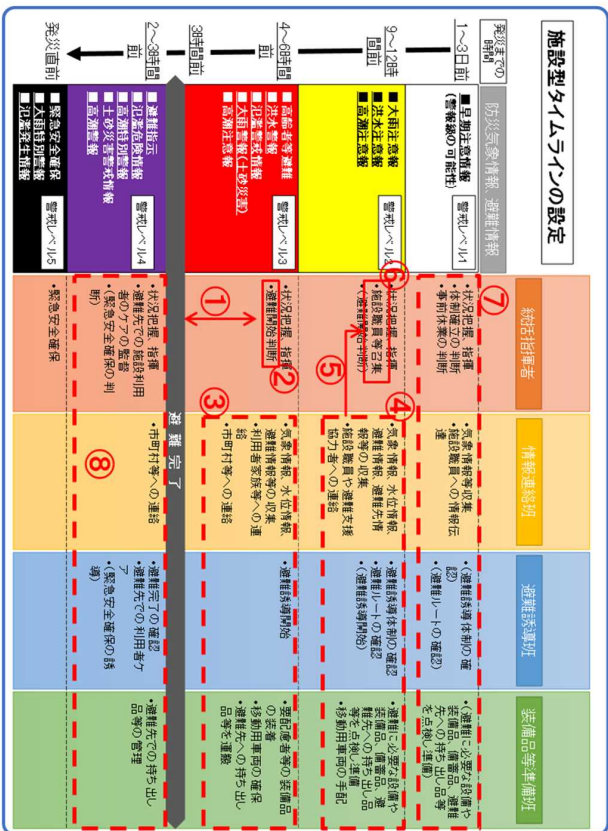 施設型タイムラインの設定
発災までの
時間
防災気象情報、避難情報
統括指揮者
情報連絡班
避難誘導班
装備品等準備班
1～3日前
■早期注意情報
(警報級の可能性)
警戒レベル1
⑦
・状況把握、指揮
・体制確立の判断
・事前休業の判断
・気象情報等収集
・施設職員への情報伝
達
・(避難誘導体制の確
認)
・(避難ルートの確認)
・(避難に必要な設備や
装備品、備蓄品、避難
先への持ち出し品等
を点検し準備)
9～12時
間前
■大雨注意報
■洪水注意報
■高潮注意報
警戒レベル2
⑥
・状況把握、指揮
・施設職員等召集
・(避難開始判断)
⑤
④
・気象情報、水位情報、
避難情報、避難先情
報等の収集
・施設職員や避難支援
協力者への連絡
・避難誘導体制の確認
・避難ルートの確認
・(避難誘導開始)
・避難に必要な設備や
装備品、備蓄品、避
難先への持ち出し品
等を点検し準備
・移動用車両の手配
4～6時間
前
3時間前
■高齢者等避難
■洪水警報
■氾濫警戒情報
■大雨警報(土砂災害)
■高潮注意報
警戒レベル3
・状況把握、指揮
・避難開始判断
②
①
③
・気象情報、水位情報、
避難情報等の収集
・利用者家族等への連
絡
・市町村等への連絡
・避難誘導開始
・要配慮者等の装備品
の装着
・移動用車両の確保
・避難先への持ち出し
品等を運搬
避難完了
2～3時間
前
■避難指示
■氾濫危険情報
■高潮特別警報
■土砂災害警戒情報
■高潮警報
警戒レベル4
・状況把握、指揮
・避難先での施設利用
者のケアの監督
・(緊急安全確保の判
断)
⑧
・市町村等への連絡
・避難完了の確認
・避難先での利用者ケ
ア
・(緊急安全確保の誘
導)
・避難先での持ち出し
品等の管理
発災直前
■緊急安全確保
■大雨特別警報
■氾濫発生情報
警戒レベル5
・緊急安全確保